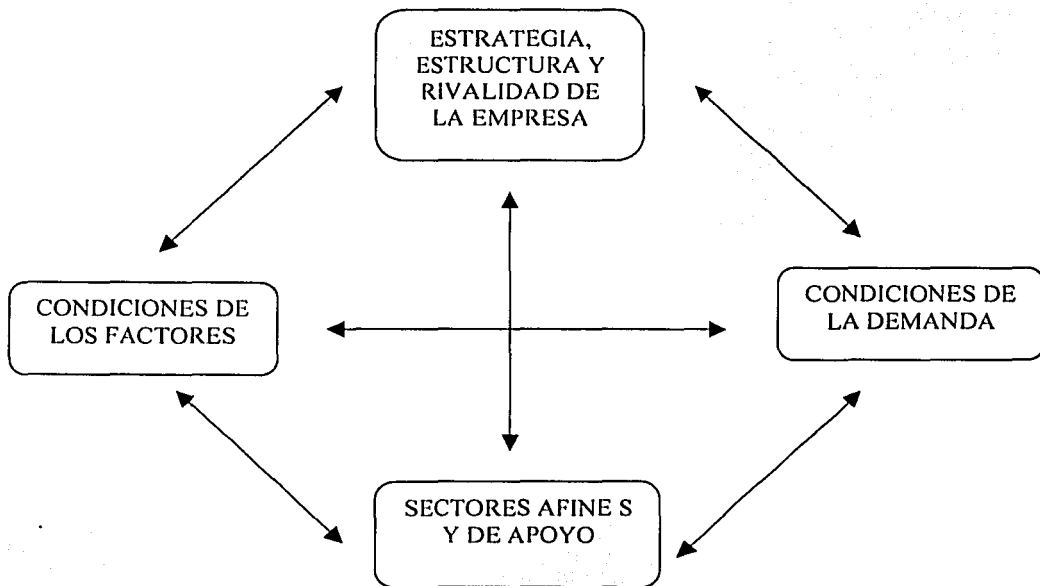 ESTRATEGIA,
ESTRUCTURA Y
RIVALIDAD DE
LA EMPRESA
CONDICIONES DE
LOS FACTORES
CONDICIONES DE
LA DEMANDA
SECTORES AFINE S
Y DE APOYO